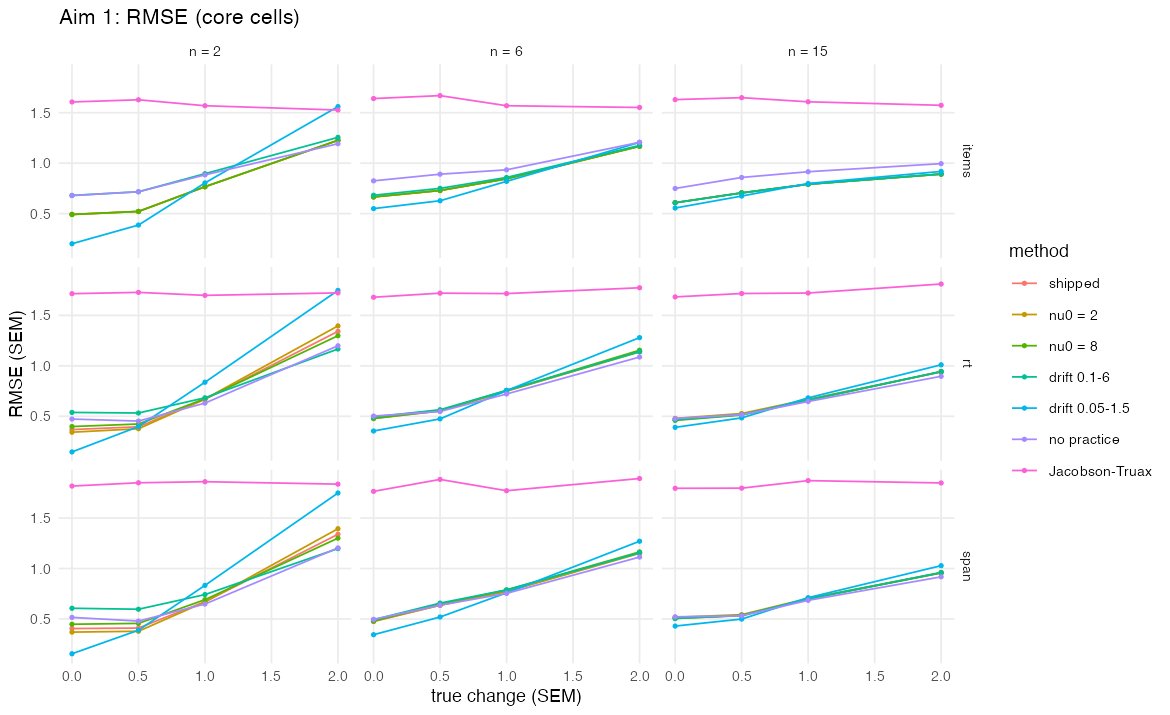 Aim 1: RMSE (core cells)
n = 2
n = 6
n = 15
1.5
1.0
0.5
items
1.5
1.0
0.5
rt
1.5
1.0
0.5
span
0.0 0.5 1.0 1.5 2.0
0.0 0.5 1.0 1.5 2.0
0.0 0.5 1.0 1.5 2.0
true change (SEM)
RMSE (SEM)
method
shipped
nu0 = 2
nu0 = 8
drift 0.1-6
drift 0.05-1.5
no practice
Jacobson-Truax